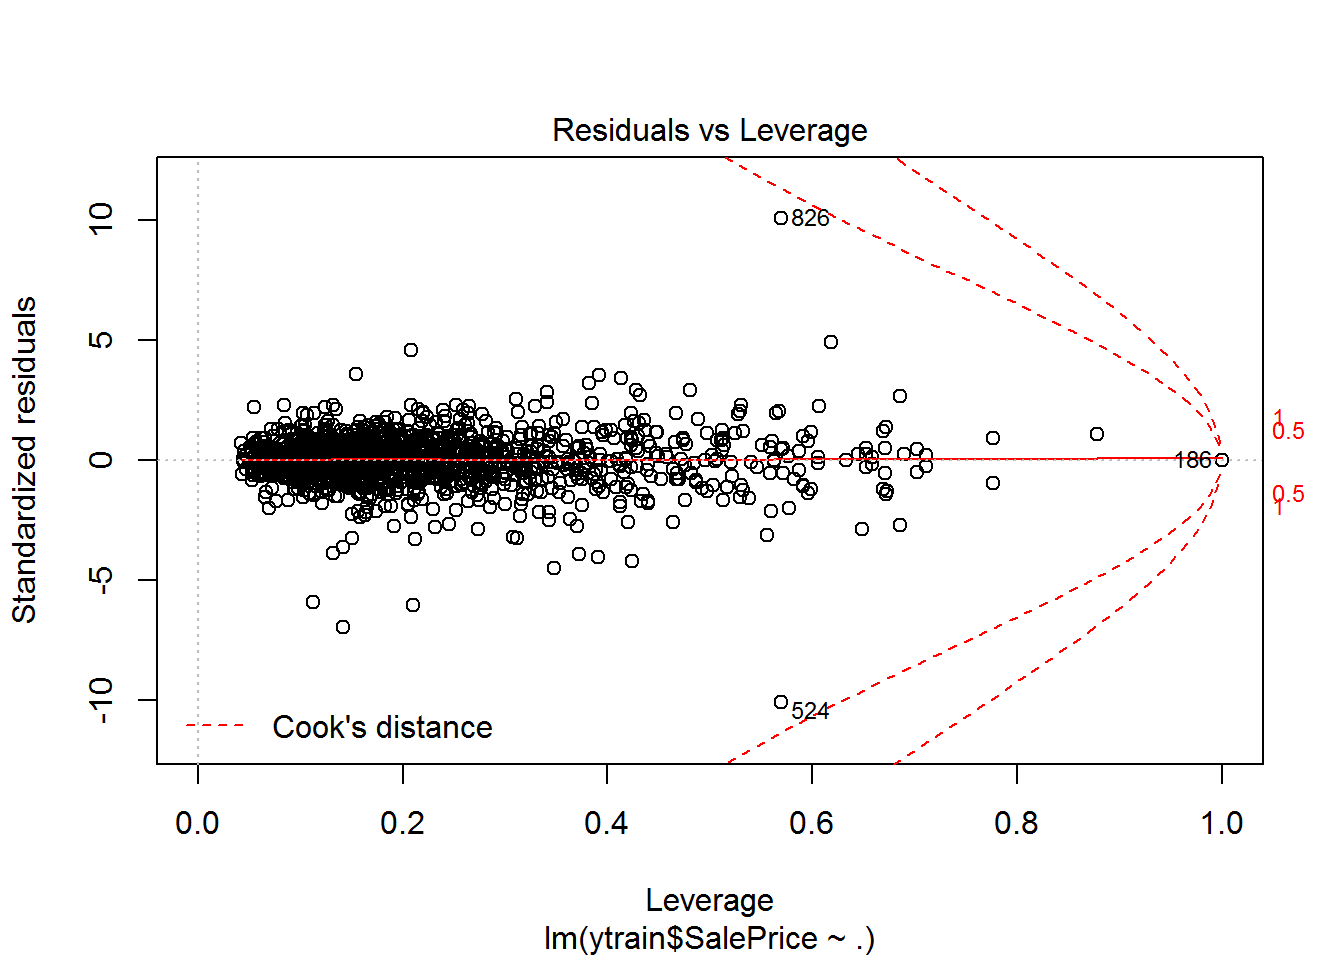 Residuals vs Leverage
Standardized residuals
10
5
0
-5
-10
826
186
524
1
0.5
0.5
1
Cook's distance
0.0 0.2 0.4 0.6 0.8 1.0
Leverage
lm(ytrain$SalePrice ~ .)